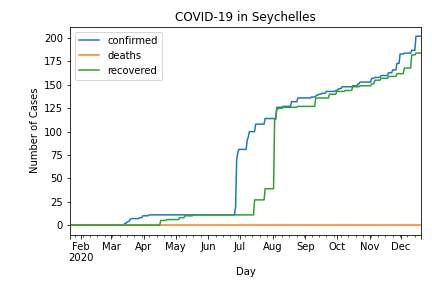 COVID-19 in Seychelles
confirmed
deaths
recovered
Number of Cases
200
175
150
125
100
75
50
25
0
Feb Mar Apr May Jun Jul Aug Sep Oct Nov Dec
2020
Day